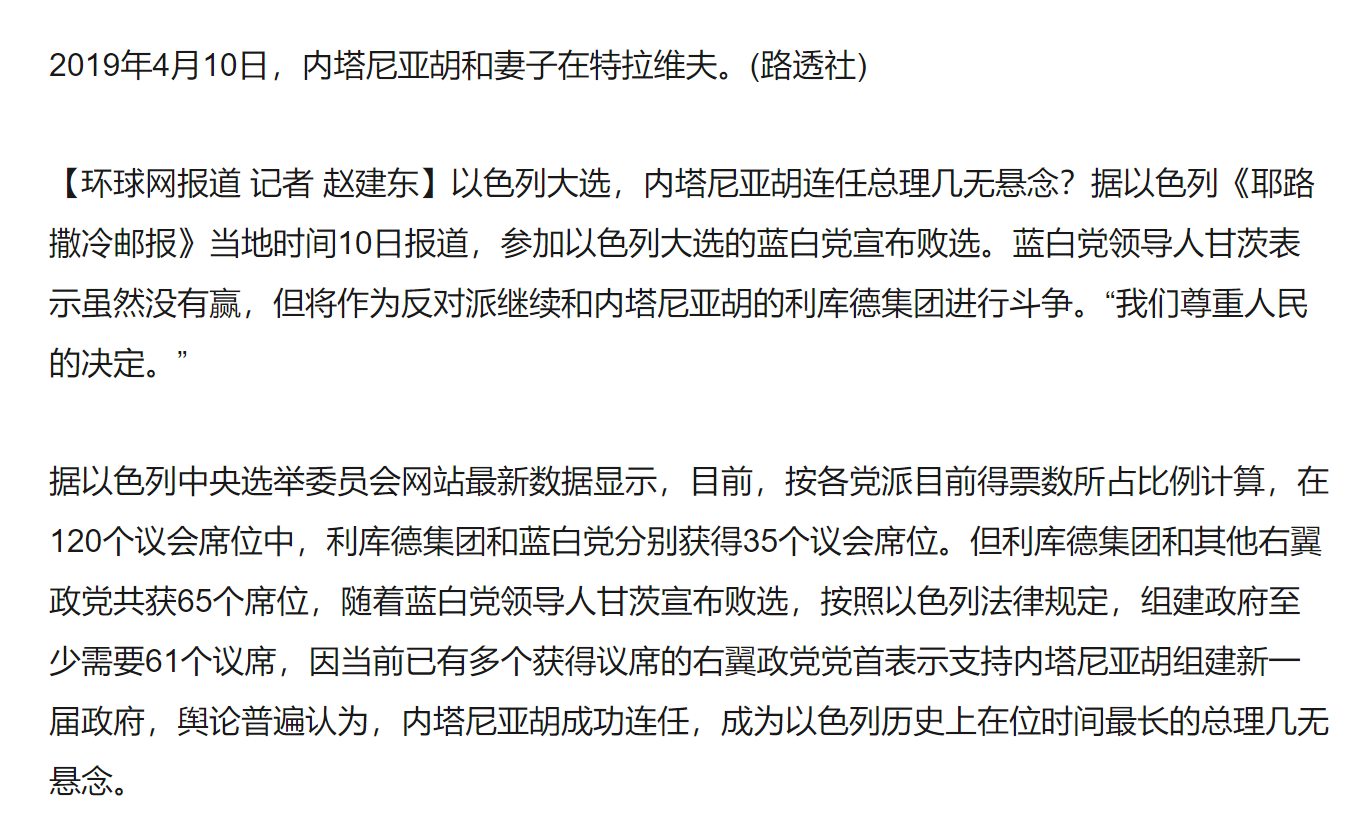 2019年4月10日，内塔尼亚胡和妻子在特拉维夫。(路透社)
【环球网报道 记者 赵建东】以色列大选，内塔尼亚胡连任总理几无悬念？据以色列《耶路
撒冷邮报》当地时间10日报道，参加以色列大选的蓝白党宣布败选。蓝白党领导人甘茨表
示虽然没有赢，但将作为反对派继续和内塔尼亚胡的利库德集团进行斗争。“我们尊重人民
的决定。”
据以色列中央选举委员会网站最新数据显示，目前，按各党派目前得票数所占比例计算，在
120个议会席位中，利库德集团和蓝白党分别获得35个议会席位。但利库德集团和其他右翼
政党共获65个席位，随着蓝白党领导人甘茨宣布败选，按照以色列法律规定，组建政府至
少需要61个议席，因当前已有多个获得议席的右翼政党党首表示支持内塔尼亚胡组建新一
届政府，舆论普遍认为，内塔尼亚胡成功连任，成为以色列历史上在位时间最长的总理几无
悬念。